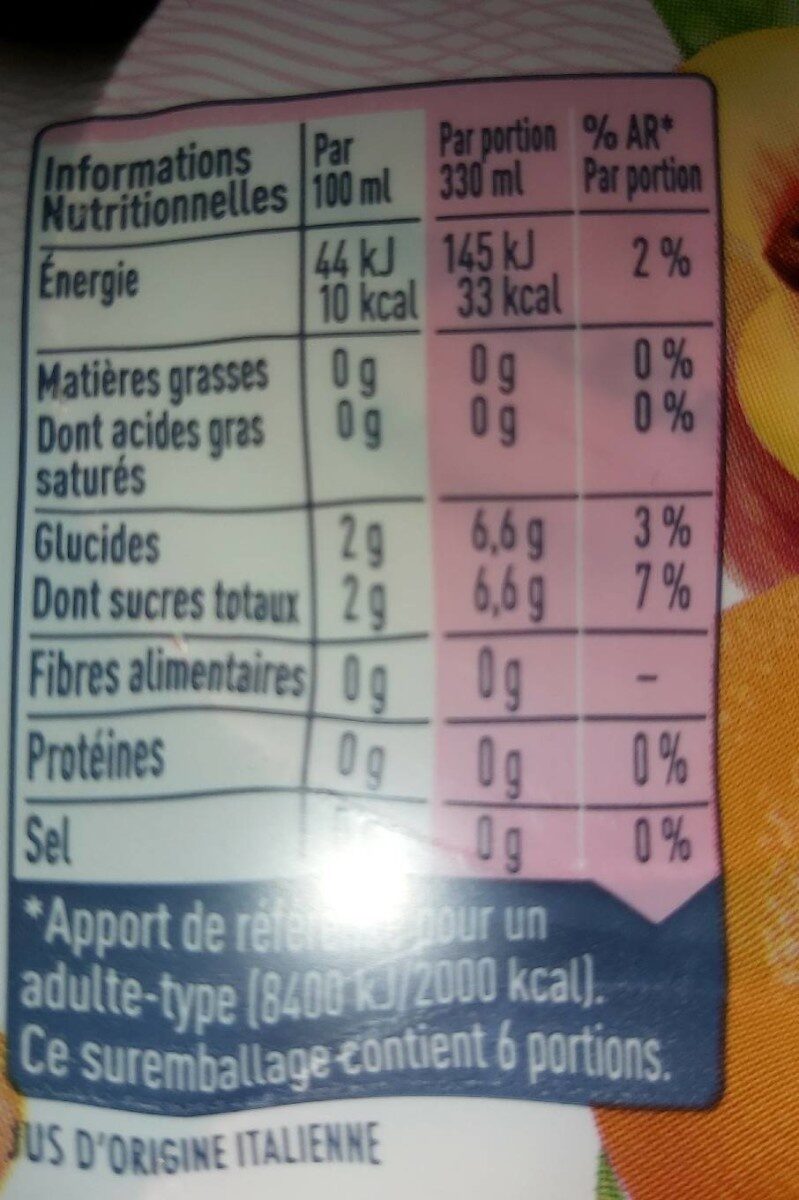 Informations Nutritionnelles | Par 100 ml | Par portion 330 ml | % AR* Par portion
Énergie | 44 kJ 10 kcal | 145 kJ 33 kcal | 2 %
Matières grasses | 0 g | 0 g | 0 %
Dont acides gras saturés | 0 g | 0 g | 0 %
Glucides | 2 g | 6,6 g | 3 %
Dont sucres totaux | 2 g | 6,6 g | 7 %
Fibres alimentaires | 0 g | 0 g | -
Protéines | 0 g | 0 g | 0 %
Sel | 0 g | 0 %
*Apport de pour un
adulte-type (8400 kJ/2000 kcal).
Ce suremballage contient 6 portions.
JUS D'ORIGINE ITALIENNE